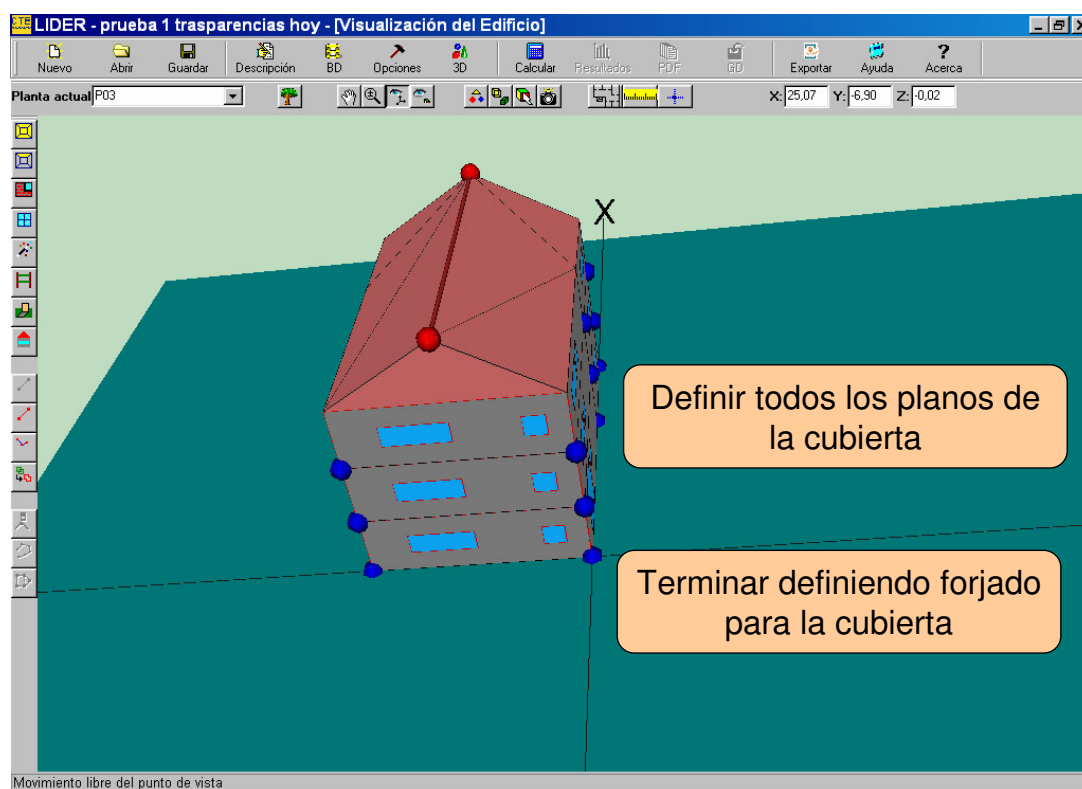 CTE
LIDER - prueba 1 trasparencias hoy - [Visualización del Edificio]
Nuevo Abrir Guardar Descripción BD Opciones 3D Calcular Resultados PDF GD Exportar Ayuda Acerca
Planta actual P03 X: 25,07 Y: -6,90 Z: -0,02
X
Definir todos los planos de
la cubierta
Terminar definiendo forjado
para la cubierta
Movimiento libre del punto de vista